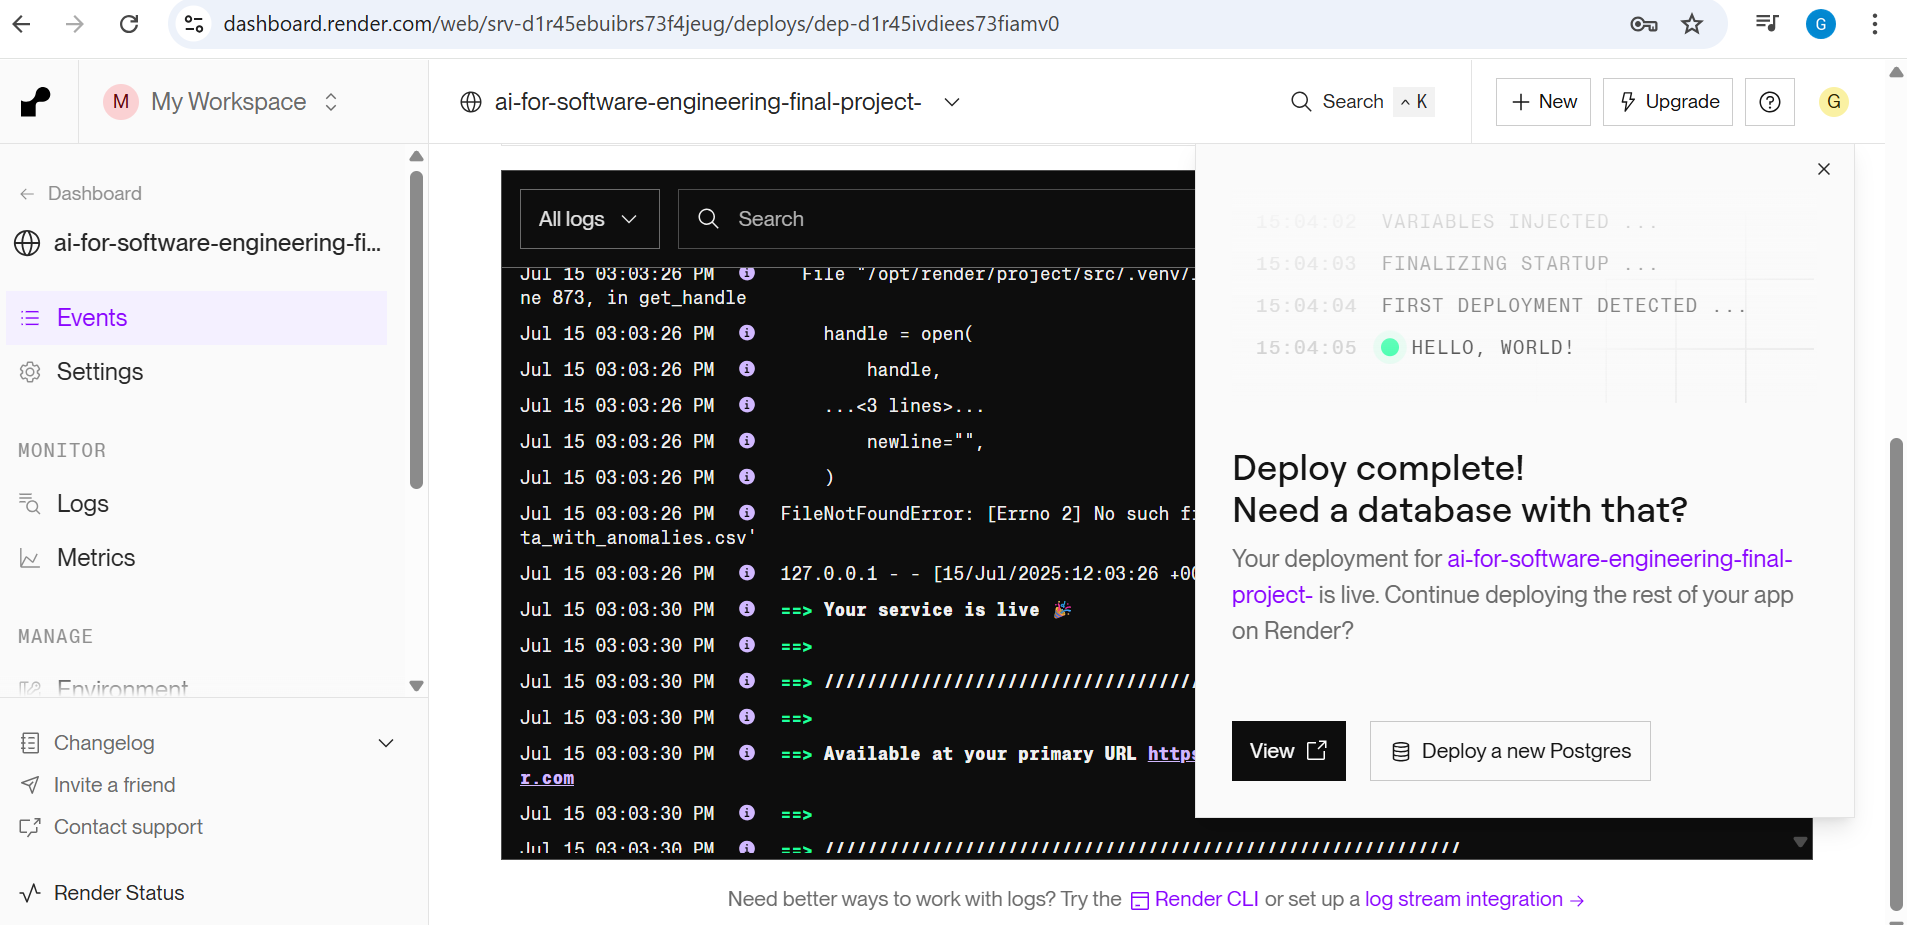 dashboard.render.com/web/srv-d1r45ebuibrs73f4jeug/deploys/dep-d1r45ivdiees73fiamv0
G
M My Workspace
ai-for-software-engineering-final-project-
Search ^ K
+ New
Upgrade
G
← Dashboard
ai-for-software-engineering-fi...
Events
Settings
MONITOR
Logs
Metrics
MANAGE
Environment
Changelog
Invite a friend
Contact support
Render Status
All logs
Search
Jul 15 03:03:26 PM File "/opt/render/project/src/.venv/
ne 873, in get_handle
Jul 15 03:03:26 PM handle = open(
Jul 15 03:03:26 PM handle,
Jul 15 03:03:26 PM ...<3 lines>...
Jul 15 03:03:26 PM newline="",
Jul 15 03:03:26 PM )
Jul 15 03:03:26 PM FileNotFoundError: [Errno 2] No such
ta_with_anomalies.csv'
Jul 15 03:03:26 PM 127.0.0.1 - - [15/Jul/2025:12:03:26
Jul 15 03:03:30 PM ==> Your service is live 🎉
Jul 15 03:03:30 PM ==>
Jul 15 03:03:30 PM ==> //////////////////////////////////
Jul 15 03:03:30 PM ==>
Jul 15 03:03:30 PM ==> Available at your primary URL https
r.com
Jul 15 03:03:30 PM ==>
Jul 15 03:03:30 PM ==> ///////////////////////////////////////////////////////////
15:04:02 VARIABLES INJECTED ...
15:04:03 FINALIZING STARTUP ...
15:04:04 FIRST DEPLOYMENT DETECTED ...
15:04:05 HELLO, WORLD!
Deploy complete!
Need a database with that?
Your deployment for ai-for-software-engineering-final-
project- is live. Continue deploying the rest of your app
on Render?
View
Deploy a new Postgres
Need better ways to work with logs? Try the Render CLI or set up a log stream integration →